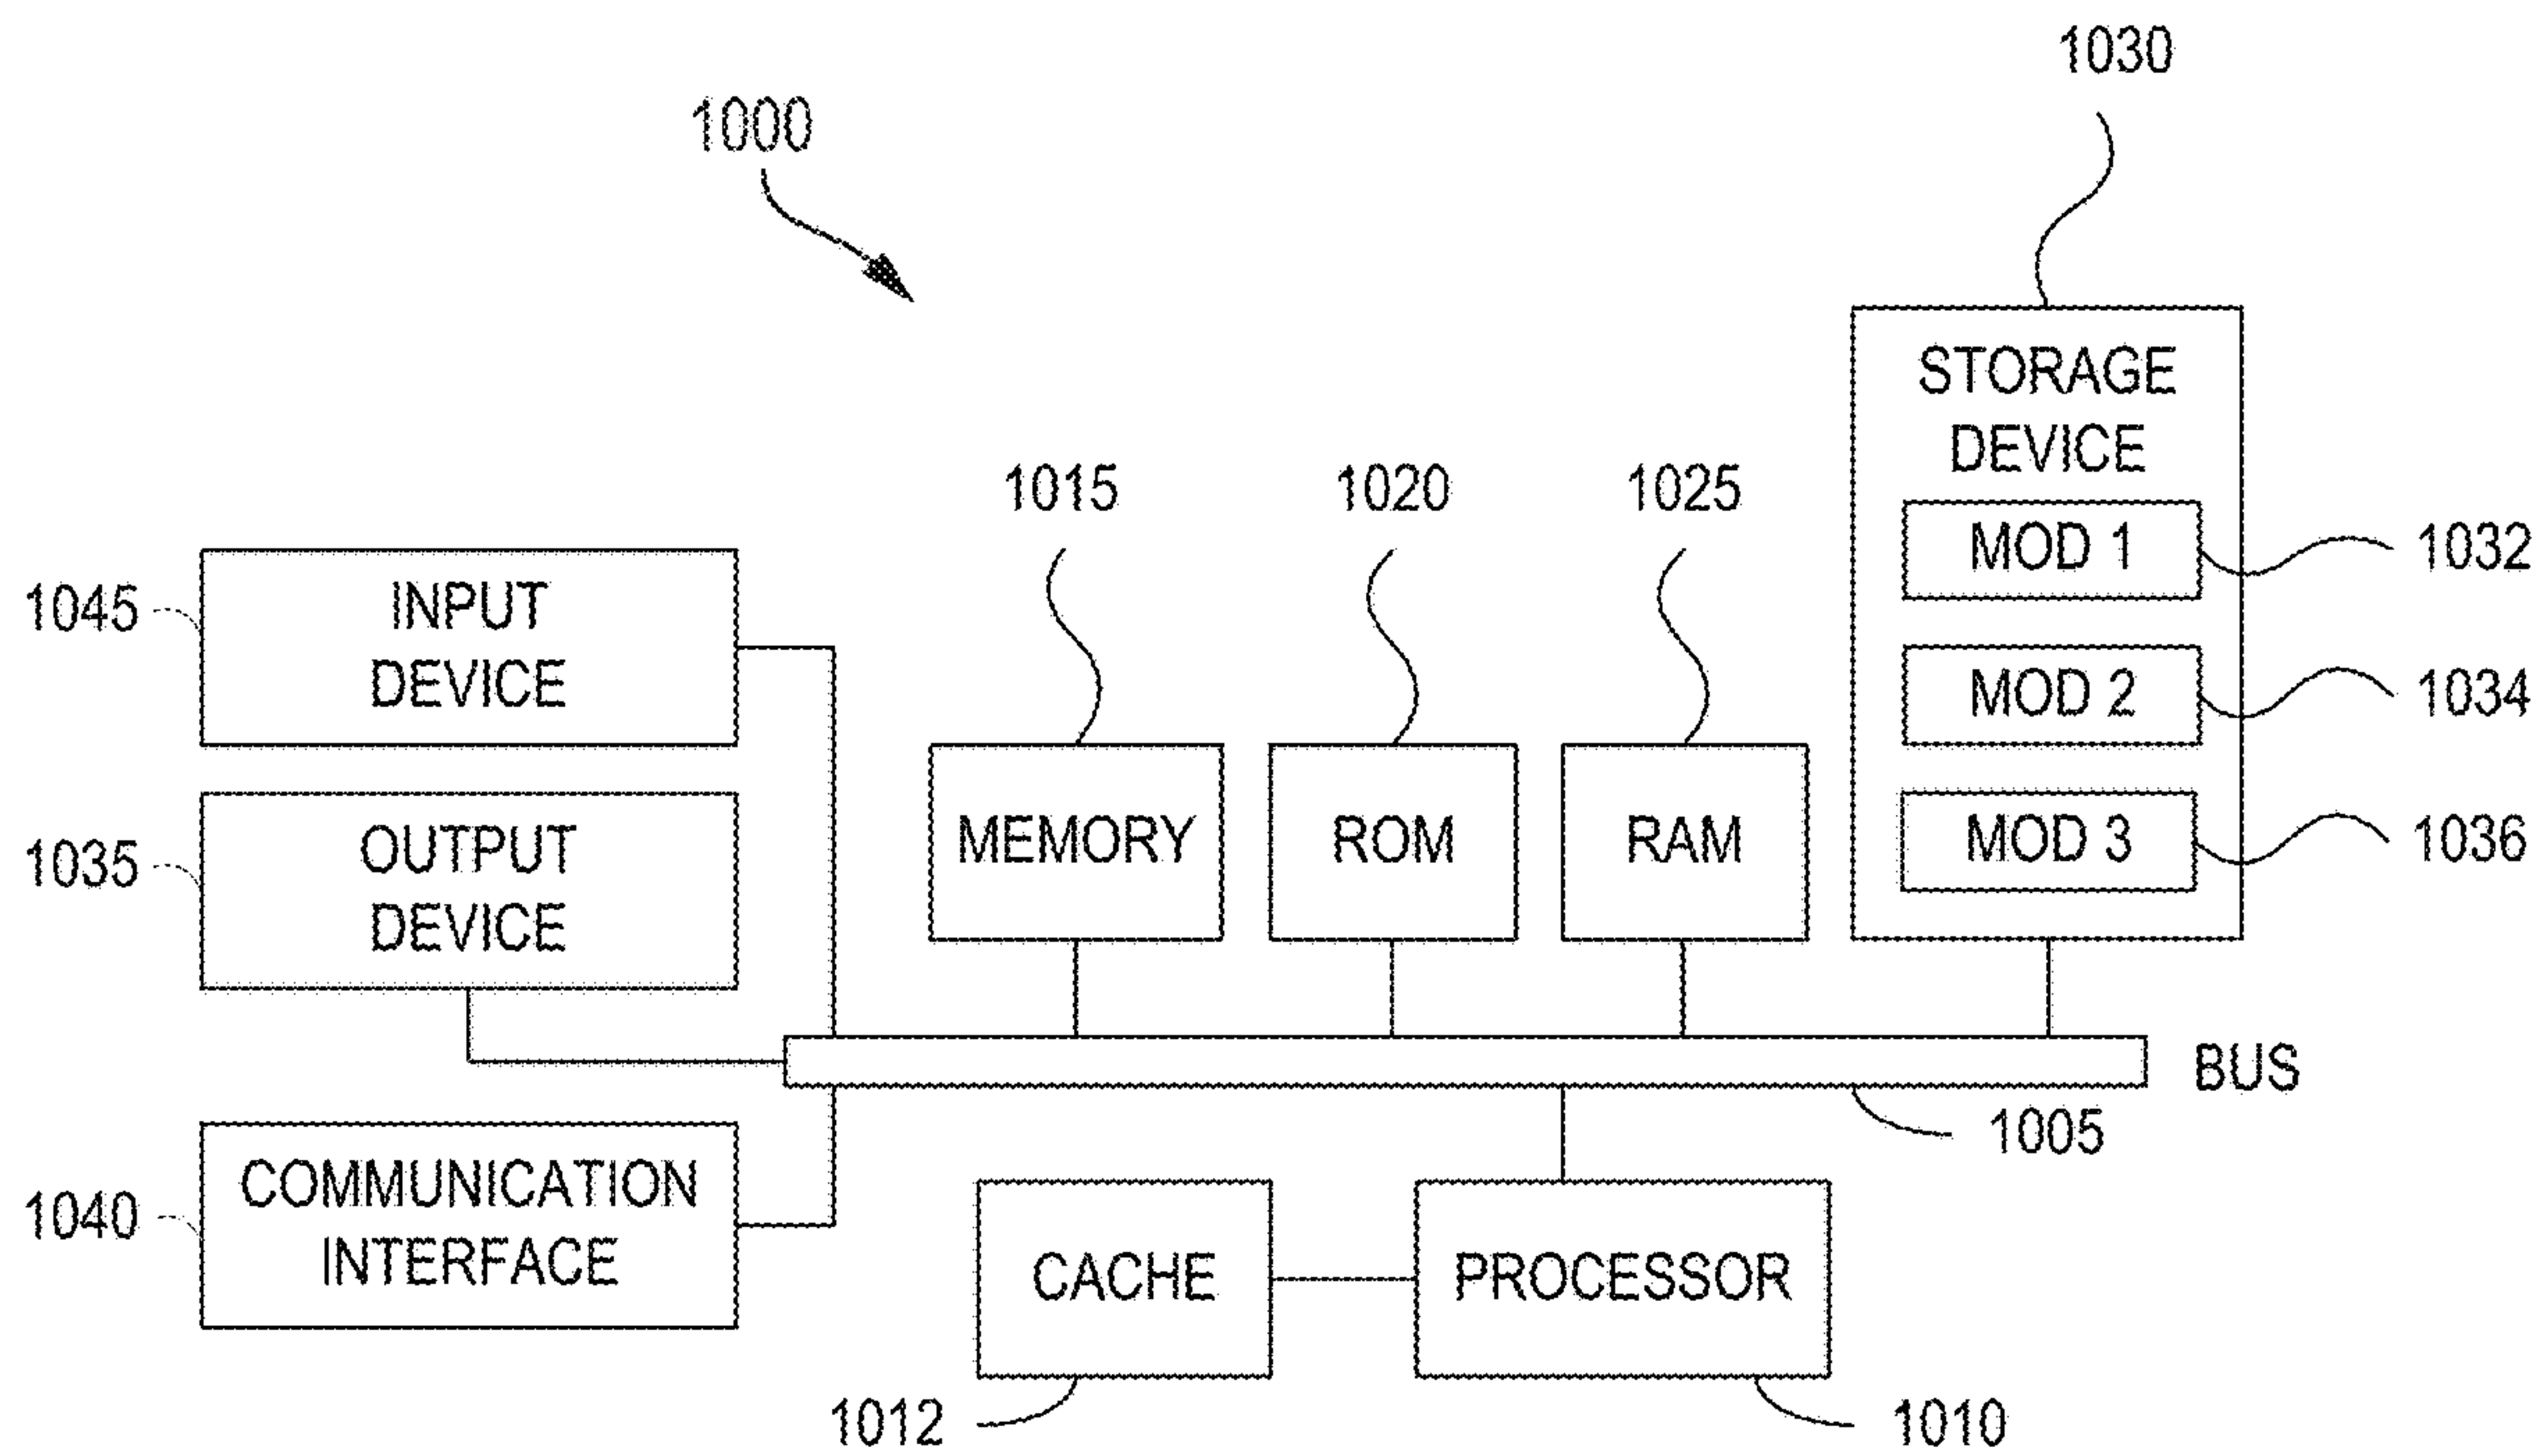 1030
1000
STORAGE
DEVICE
1015
1020
1025
MOD 1
1032
1045
INPUT
DEVICE
MOD 2
1034
1035
OUTPUT
DEVICE
MEMORY
ROM
RAM
MOD 3
1036
BUS
1005
1040
COMMUNICATION
INTERFACE
CACHE
PROCESSOR
1012
1010